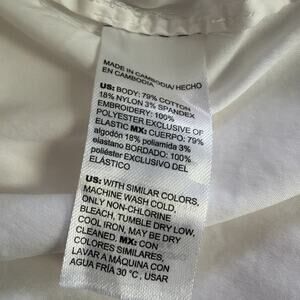 MADE IN CAMBODIA/ HECHO
EN CAMBODIA.
US: BODY: 79% COTTON
18% NYLON 3% SPANDEX
EMBROIDERY: 100%
POLYESTER EXCLUSIVE OF
ELASTIC MX: CUERPO: 79%
algodón 18% poliamida 3%
elastano BORDADO: 100%
poliéster EXCLUSIVO DEL
ELÁSTICO
US: WITH SIMILAR COLORS,
MACHINE WASH COLD,
ONLY NON-CHLORINE
BLEACH, TUMBLE DRY LOW,
COOL IRON, MAY BE DRY
CLEANED, MX: CON
COLORES SIMILARES,
LAVAR A MÁQUINA CON
AGUA FRÍA 30 °C , USAR